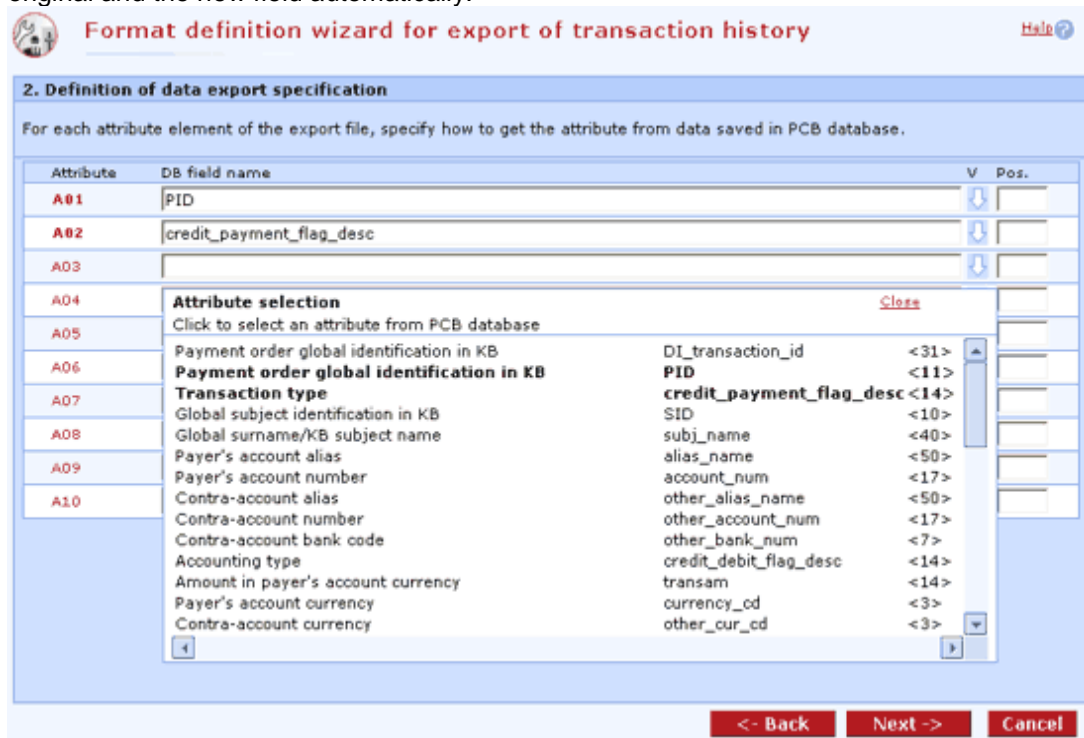 original and the new field automatically.
Format definition wizard for export of transaction history
Help
2. Definition of data export specification
For each attribute element of the export file, specify how to get the attribute from data saved in PCB database.
Attribute DB field name V Pos.
A01 PID
A02 credit_payment_flag_desc
A03
A04
A05
A06
A07
A08
A09
A10
Attribute selection Close
Click to select an attribute from PCB database
Payment order global identification in KB DI_transaction_id <31>
Payment order global identification in KB PID <11>
Transaction type credit_payment_flag_desc <14>
Global subject identification in KB SID <10>
Global surname/KB subject name subj_name <40>
Payer's account alias alias_name <50>
Payer's account number account_num <17>
Contra-account alias other_alias_name <50>
Contra-account number other_account_num <17>
Contra-account bank code other_bank_num <7>
Accounting type credit_debit_flag_desc <14>
Amount in payer's account currency transam <14>
Payer's account currency currency_cd <3>
Contra-account currency other_cur_cd <3>
<- Back Next -> Cancel